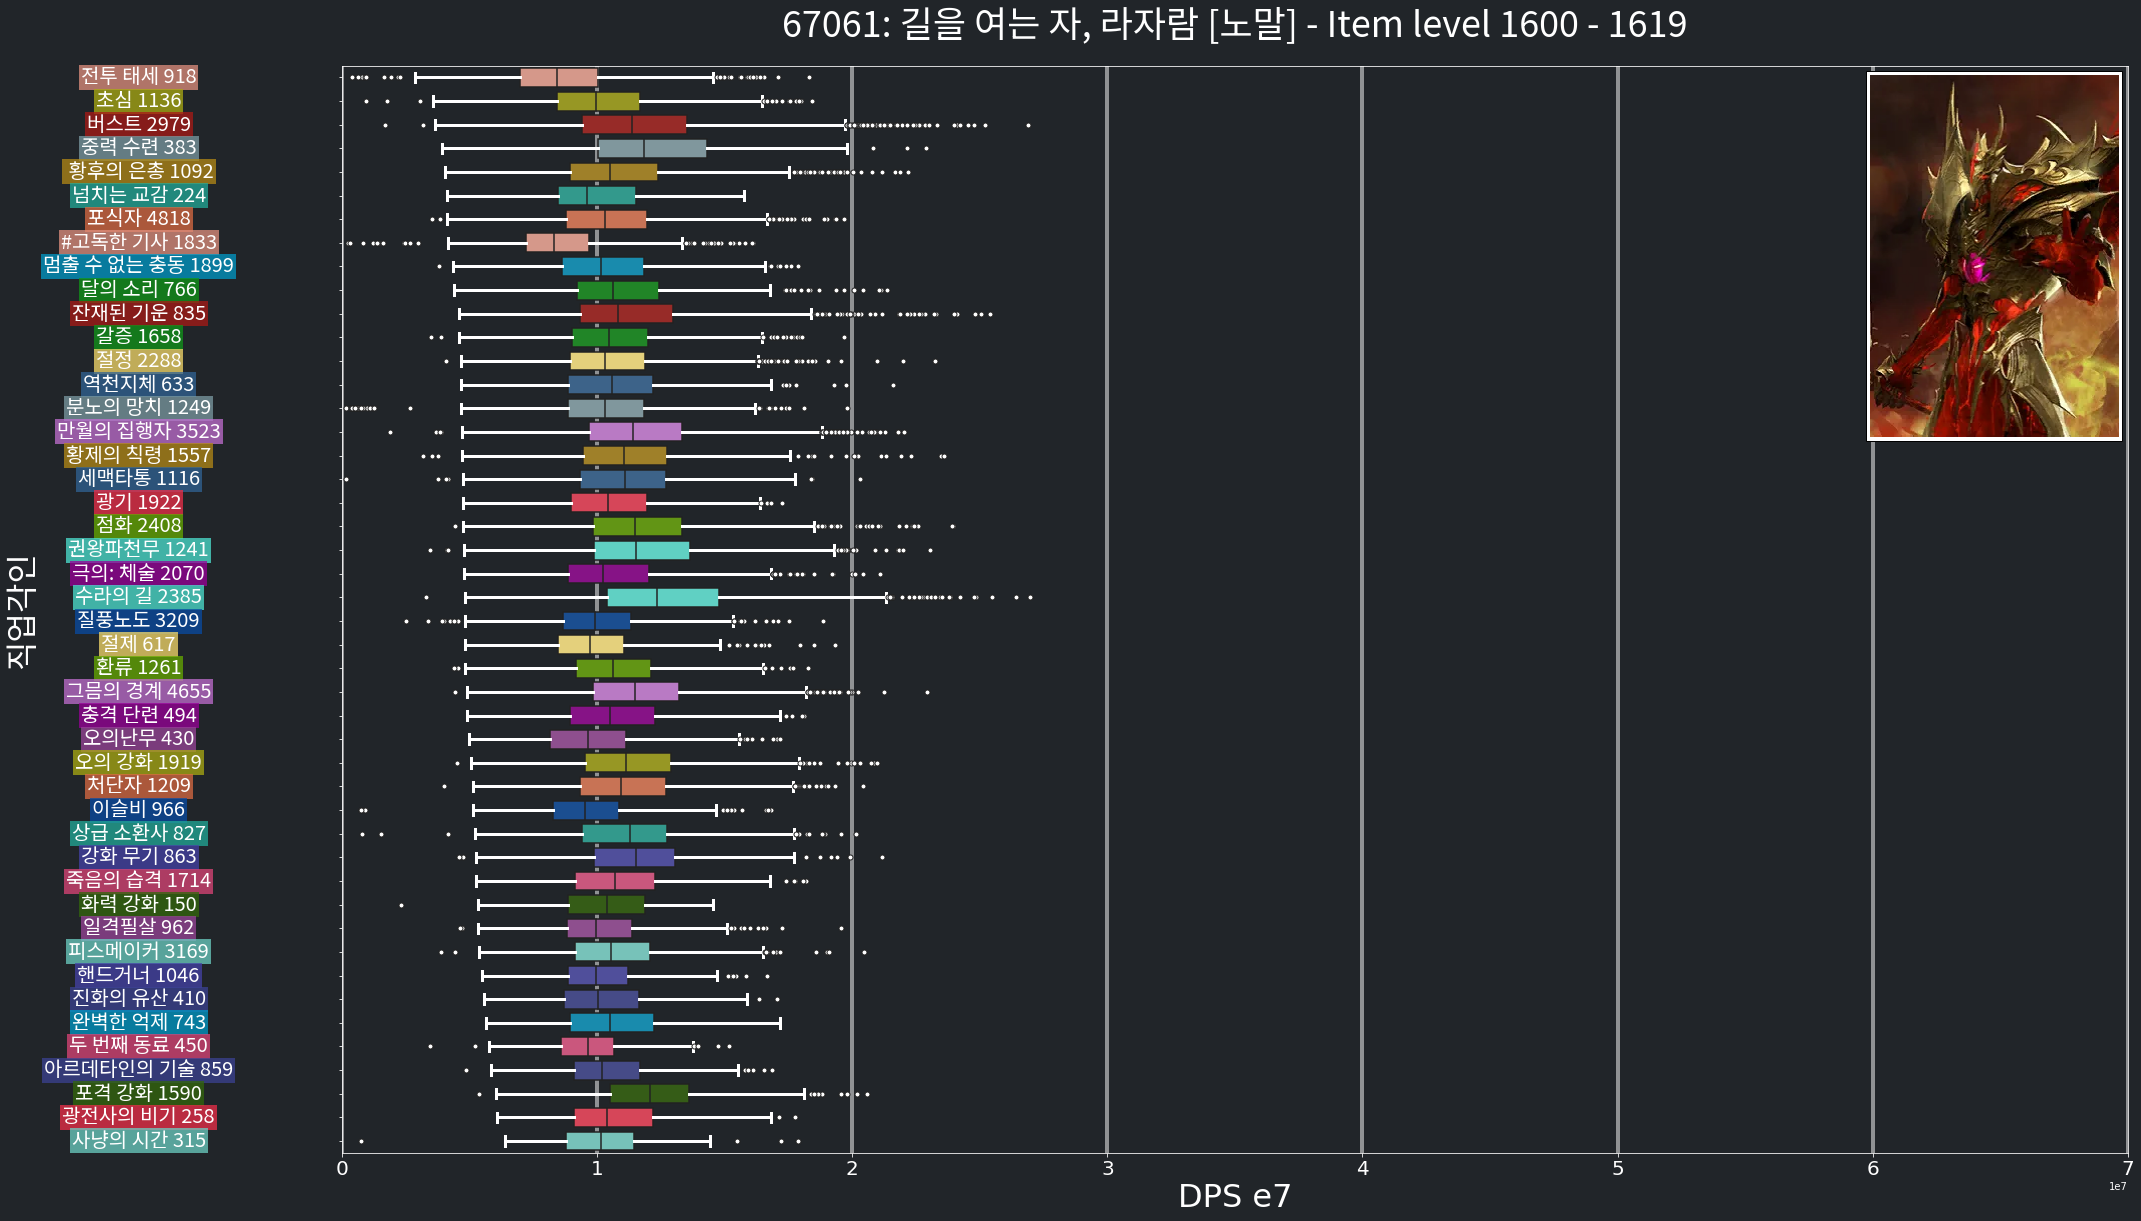 67061: 길을 여는 자, 라자람 [노말] - Item level 1600 - 1619
전투 태세 918
초심 1136
버스트 2979
중력 수련 383
황후의 은총 1092
넘치는 교감 224
포식자 4818
#고독한 기사 1833
멈출 수 없는 충동 1899
달의 소리 766
잔재된 기운 835
갈증 1658
절정 2288
역천지체 633
분노의 망치 1249
만월의 집행자 3523
황제의 칙령 1557
세맥타통 1116
광기 1922
점화 2408
권왕파천무 1241
극의: 체술 2070
수라의 길 2385
질풍노도 3209
절제 617
환류 1261
그믐의 경계 4655
충격 단련 494
오의난무 430
오의 강화 1919
처단자 1209
이슬비 966
상급 소환사 827
강화 무기 863
죽음의 습격 1714
화력 강화 150
일격필살 962
피스메이커 3169
핸드거너 1046
진화의 유산 410
완벽한 억제 743
두 번째 동료 450
아르데타인의 기술 859
포격 강화 1590
광전사의 비기 258
사냥의 시간 315
직업각인
0 1 2 3 4 5 6 7
1e7
DPS e7